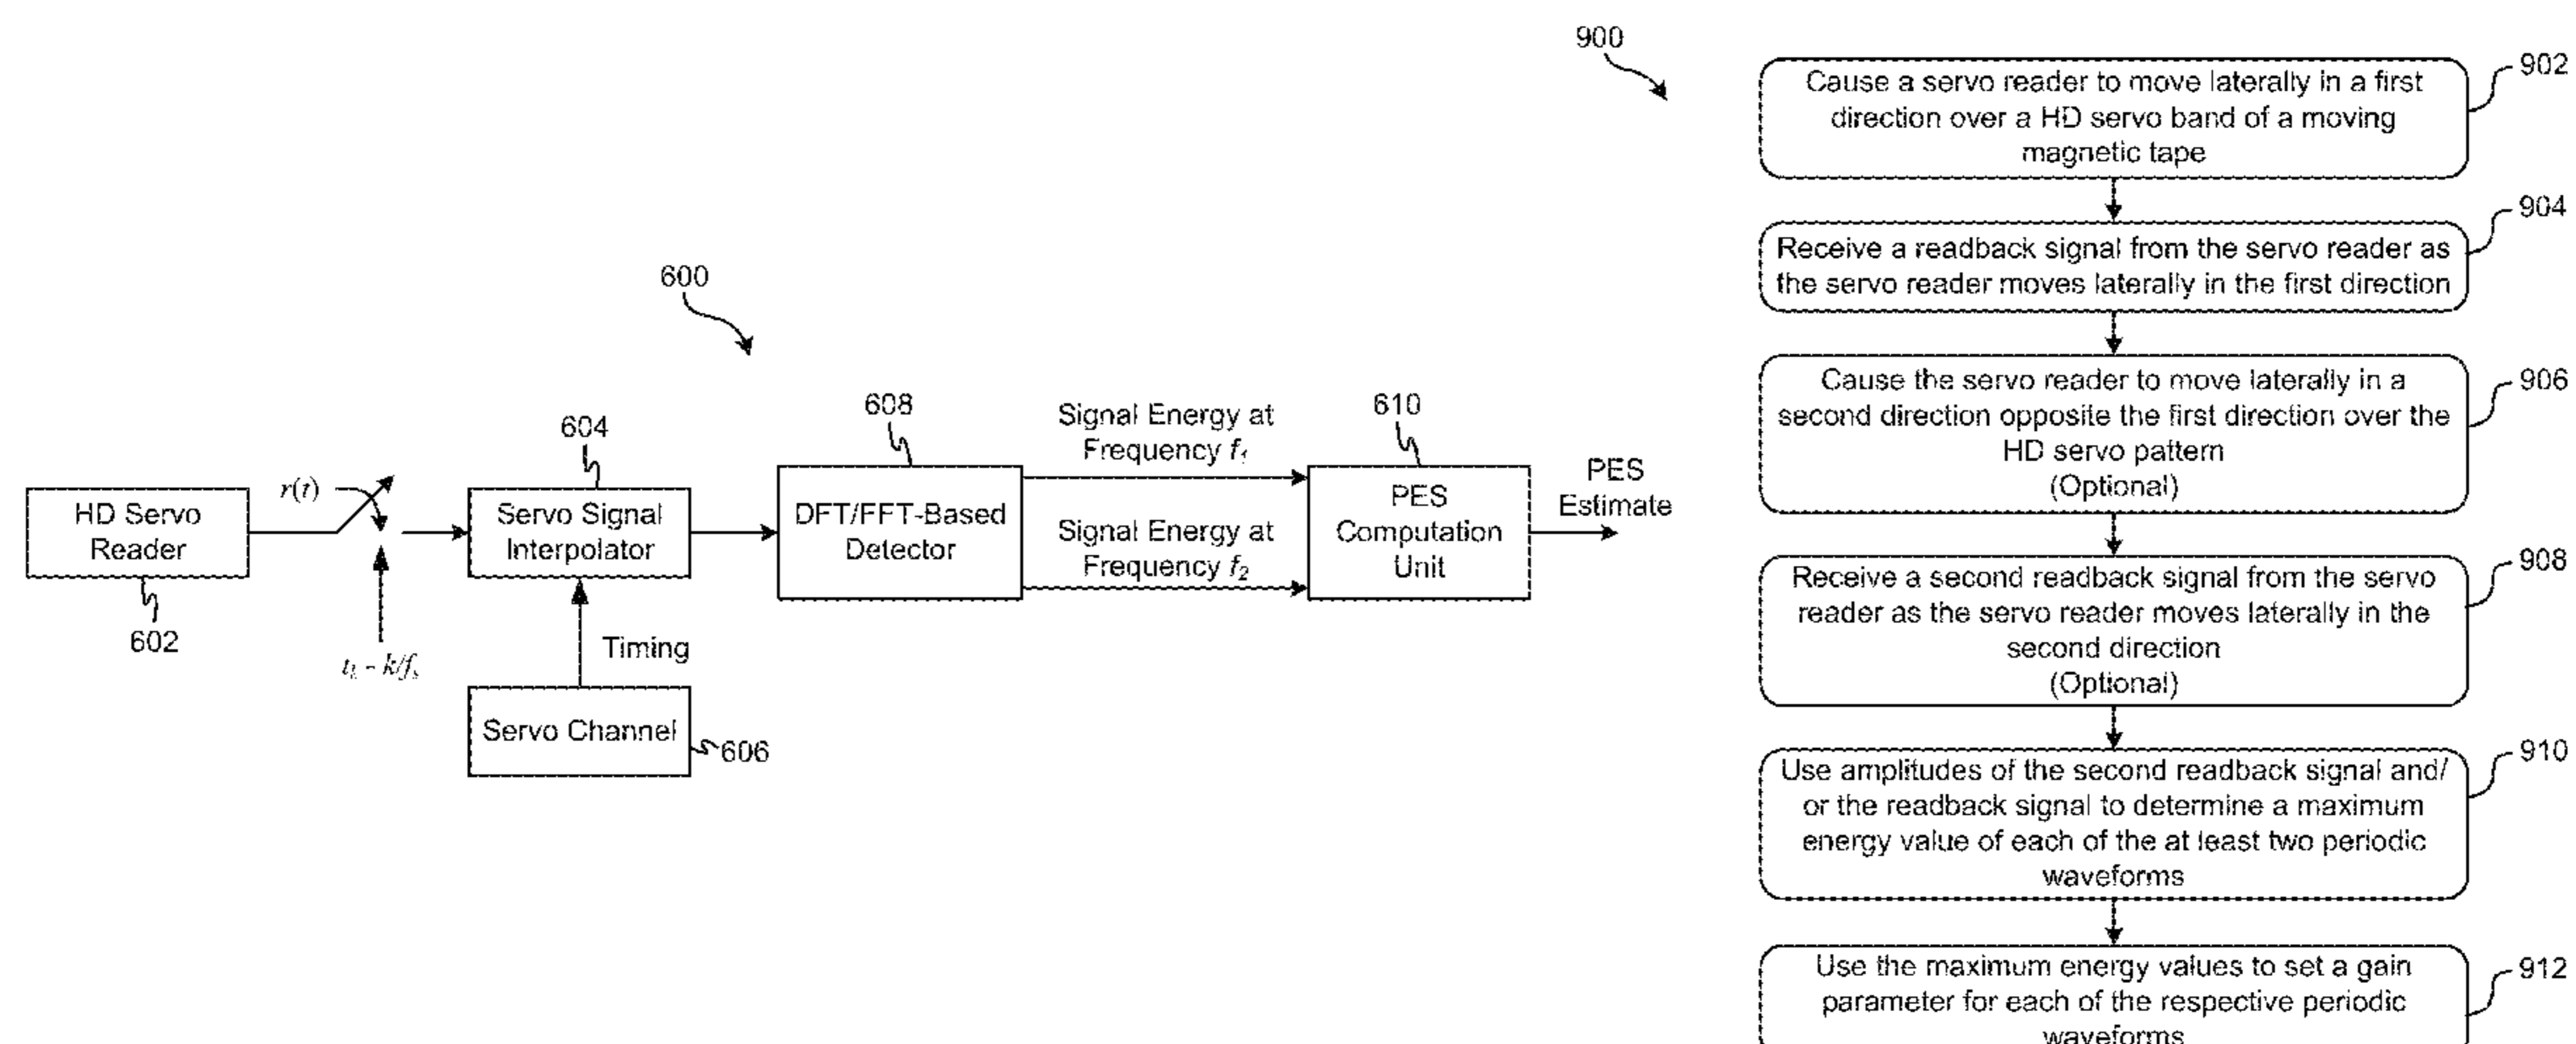 600
HD Servo
Reader
602
r(t)
604
Servo Signal
Interpolator
Timing
Servo Channel
606
608
DFT/FFT-Based
Detector
Signal Energy at
Frequency f1
Signal Energy at
Frequency f2
610
PES
Computation
Unit
PES
Estimate
900
Cause a servo reader to move laterally in a first
direction over a HD servo band of a moving
magnetic tape
902
Receive a readback signal from the servo reader as
the servo reader moves laterally in the first direction
904
Cause the servo reader to move laterally in a
second direction opposite the first direction over the
HD servo pattern
(Optional)
906
Receive a second readback signal from the servo
reader as the servo reader moves laterally in the
second direction
(Optional)
908
Use amplitudes of the second readback signal and/
or the readback signal to determine a maximum
energy value of each of the at least two periodic
waveforms
910
Use the maximum energy values to set a gain
parameter for each of the respective periodic
waveforms
912